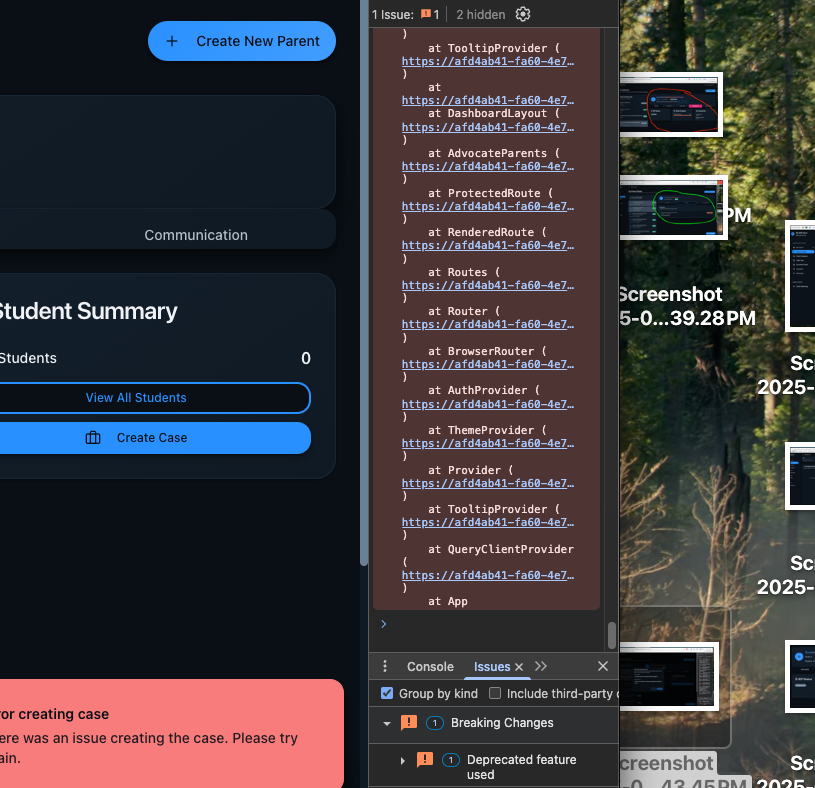 Create New Parent
Communication
Student Summary
Students
0
View All Students
Create Case
or creating case
ere was an issue creating the case. Please try
ain.
1 Issue:
1
2 hidden
)
at TooltipProvider (
https://afd4ab41-fa60-4e7…
)
at
https://afd4ab41-fa60-4e7…
at DashboardLayout (
https://afd4ab41-fa60-4e7…
)
at AdvocateParents (
https://afd4ab41-fa60-4e7…
)
at ProtectedRoute (
https://afd4ab41-fa60-4e7…
)
at RenderedRoute (
https://afd4ab41-fa60-4e7…
)
at Routes (
https://afd4ab41-fa60-4e7…
)
at Router (
https://afd4ab41-fa60-4e7…
)
at BrowserRouter (
https://afd4ab41-fa60-4e7…
)
at AuthProvider (
https://afd4ab41-fa60-4e7…
)
at ThemeProvider (
https://afd4ab41-fa60-4e7…
)
at Provider (
https://afd4ab41-fa60-4e7…
)
at TooltipProvider (
https://afd4ab41-fa60-4e7…
)
at QueryClientProvider
(
https://afd4ab41-fa60-4e7…
)
at App
Console
Issues
Group by kind
Include third-party c
1
Breaking Changes
1
Deprecated feature
used
PM
Screenshot
5-0...39.28 PM
Scr
2025-
Scr
2025-
creenshot
-0...43.45 PM
Scr
2025-